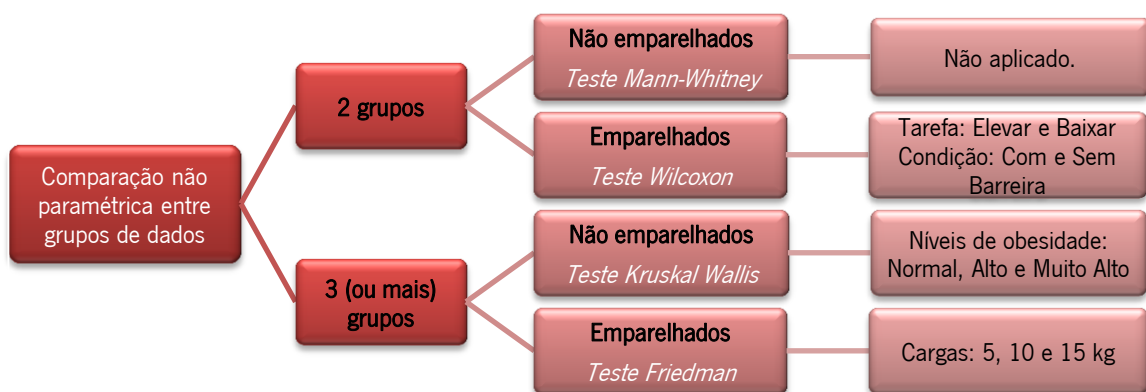 Comparação não
paramétrica entre
grupos de dados
2 grupos
Não emparelhados
Teste Mann-Whitney
Não aplicado.
Emparelhados
Teste Wilcoxon
Tarefa: Elevar e Baixar
Condição: Com e Sem
Barreira
3 (ou mais)
grupos
Não emparelhados
Teste Kruskal Wallis
Níveis de obesidade:
Normal, Alto e Muito Alto
Emparelhados
Teste Friedman
Cargas: 5, 10 e 15 kg